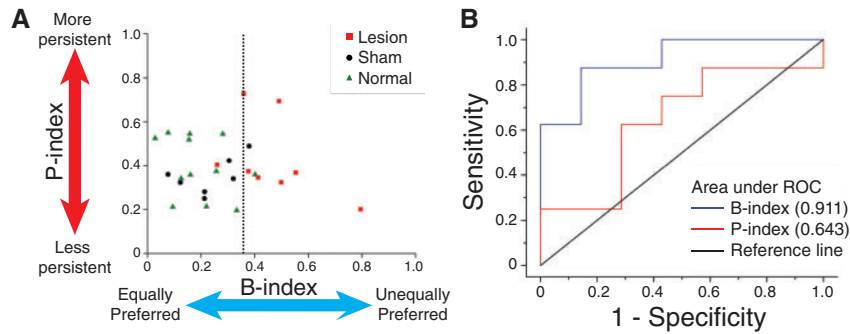 A
More
persistent
P-index
Less
persistent
1.0
0.8
0.6
0.4
0.2
0
0
0.2
0.4
0.6
0.8
1.0
Lesion
Sham
Normal
B-index
Equally
Preferred
Unequally
Preferred
B
Sensitivity
1.0
0.8
0.6
0.4
0.2
0.0
0
0.2
0.4
0.6
0.8
1.0
1 - Specificity
Area under ROC
B-index (0.911)
P-index (0.643)
Reference line